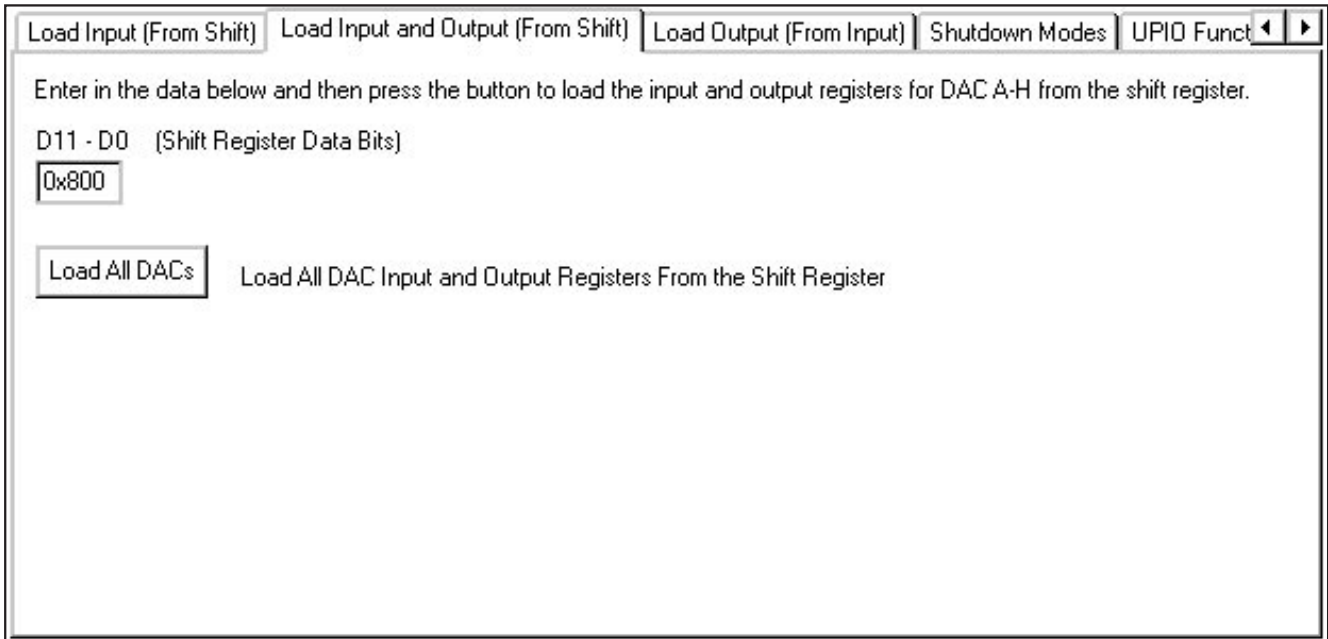 Load Input (From Shift) Load Input and Output (From Shift) Load Output (From Input) Shutdown Modes UPIO Funct
Enter in the data below and then press the button to load the input and output registers for DAC A-H from the shift register.
D11 - D0 (Shift Register Data Bits)
0x800
Load All DACs Load All DAC Input and Output Registers From the Shift Register